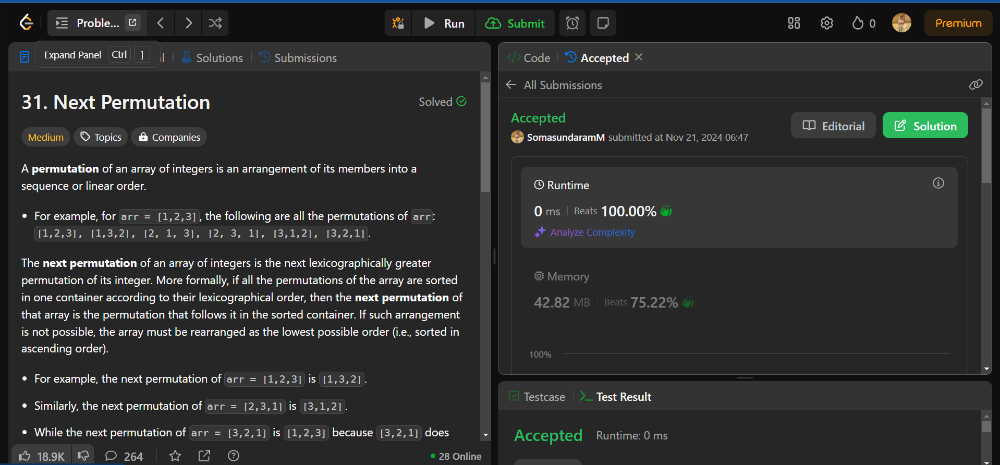 Proble...
Run
Submit
0
Premium
Expand Panel Ctrl ]
Solutions
Submissions
31. Next Permutation
Solved
Medium
Topics
Companies
A permutation of an array of integers is an arrangement of its members into a
sequence or linear order.
• For example, for arr = [1,2,3], the following are all the permutations of arr:
[1,2,3], [1,3,2], [2, 1, 3], [2, 3, 1], [3,1,2], [3,2,1].
The next permutation of an array of integers is the next lexicographically greater
permutation of its integer. More formally, if all the permutations of the array are sorted
in one container according to their lexicographical order, then the next permutation of
that array is the permutation that follows it in the sorted container. If such arrangement
is not possible, the array must be rearranged as the lowest possible order (i.e., sorted in
ascending order).
• For example, the next permutation of arr = [1,2,3] is [1,3,2].
• Similarly, the next permutation of arr = [2,3,1] is [3,1,2].
• While the next permutation of arr = [3,2,1] is [1,2,3] because [3,2,1] does
18.9K
264
28 Online
</> Code
Accepted
All Submissions
Accepted
SomasundaramM submitted at Nov 21, 2024 06:47
Editorial
Solution
Runtime
0 ms | Beats 100.00%
Analyze Complexity
Memory
42.82 MB | Beats 75.22%
100%
Testcase
Test Result
Accepted Runtime: 0 ms